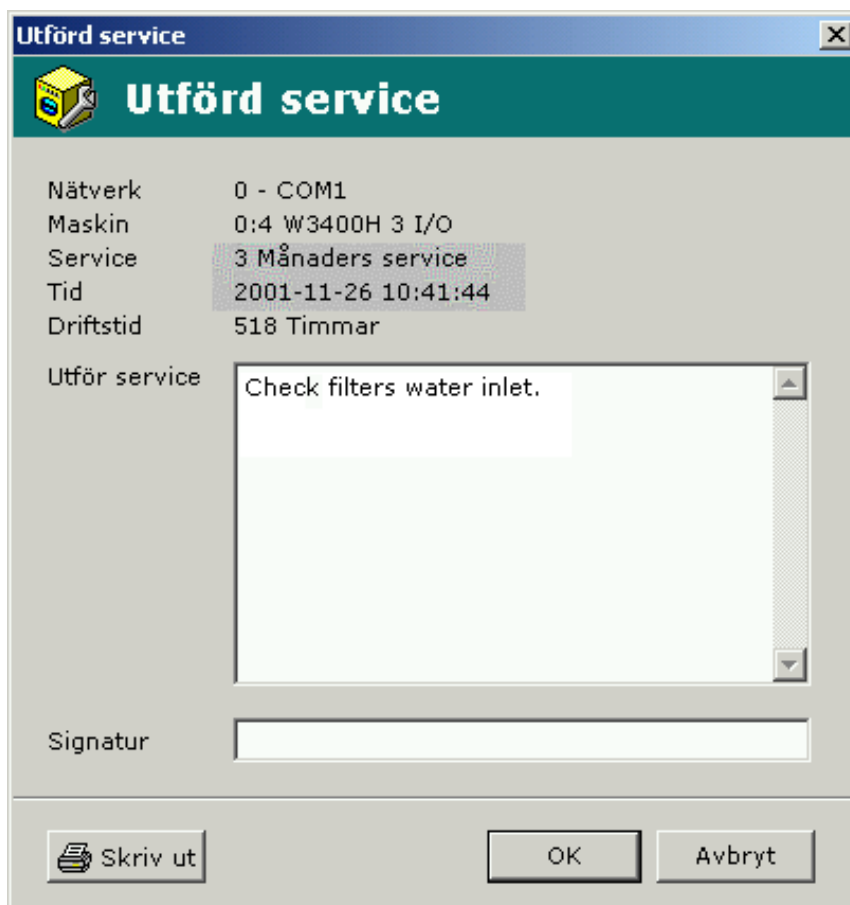 Utförd service
Utförd service
Nätverk 0 - COM1
Maskin 0:4 W3400H 3 I/O
Service 3 Månaders service
Tid 2001-11-26 10:41:44
Driftstid 518 Timmar
Utför service Check filters water inlet.
Signatur
Skriv ut OK Avbryt